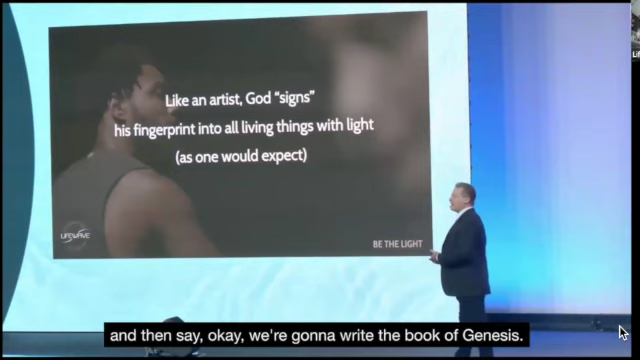 Like an artist, God “signs”
his fingerprint into all living things with light
(as one would expect)
LIFEWAVE
BE THE LIGHT
and then say, okay, we're gonna write the book of Genesis.